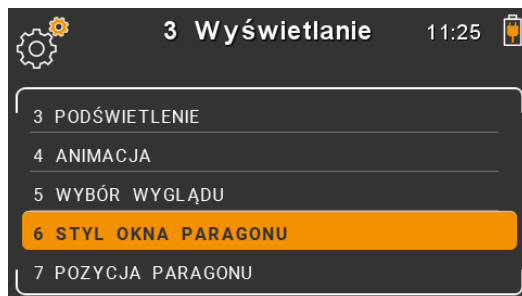 3 Wyświetlanie 11:25
3 PODŚWIETLENIE
4 ANIMACJA
5 WYBÓR WYGLĄDU
6 STYL OKNA PARAGONU
7 POZYCJA PARAGONU